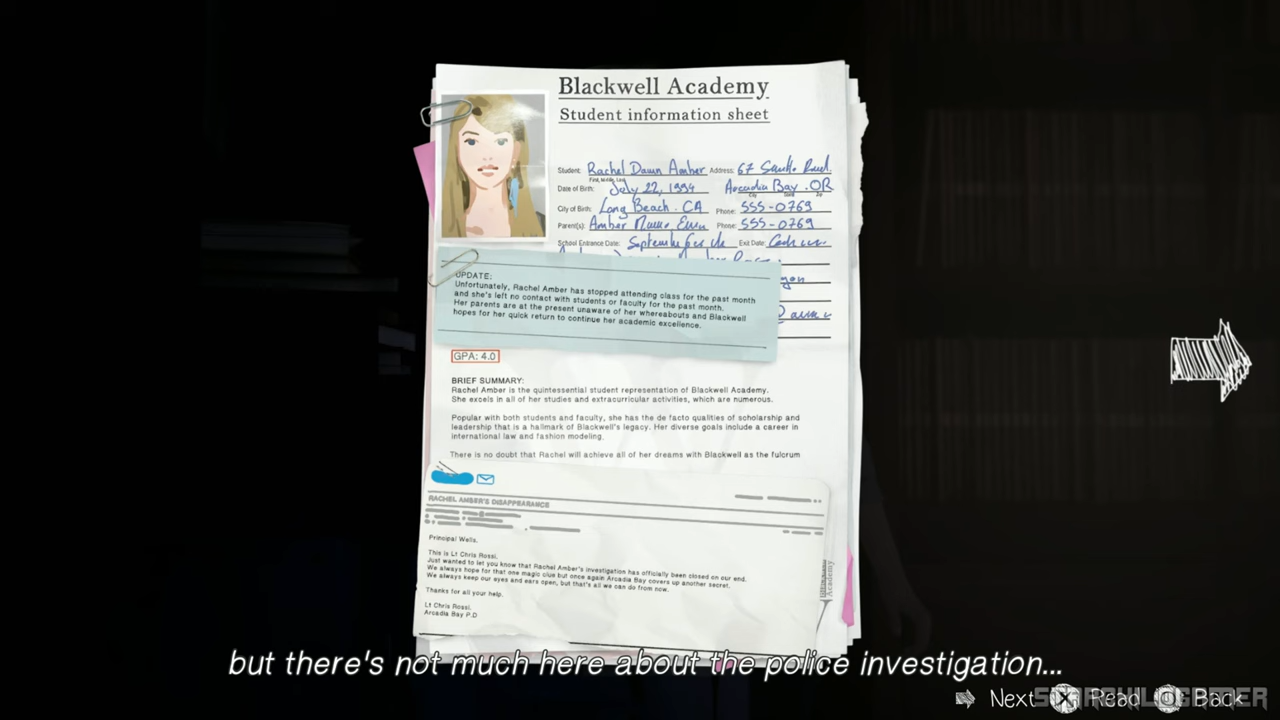 Blackwell Academy
Student information sheet
Student: Rachel Dawn Amber Address: 67
First, Middle, Last
Date of Birth: July 22, 1994 Arcadia Bay . OR
City of Birth: Long Beach - CA Phone: 555-0769
Parent(s): Amber Phone: 555-0769
School Entrance Date: September Exit Date:
UPDATE:
Unfortunately, Rachel Amber has stopped attending class for the past month
and she's left no contact with students or faculty for the past month.
Her parents are at the present unaware of her whereabouts and Blackwell
hopes for her quick return to continue her academic excellence.
GPA: 4.0
BRIEF SUMMARY:
Rachel Amber is the quintessential student representation of Blackwell Academy.
She excels in all of her studies and extracurricular activities, which are numerous.
Popular with both students and faculty, she has the de facto qualities of scholarship and
leadership that is a hallmark of Blackwell's legacy. Her diverse goals include a career in
international law and fashion modeling.
There is no doubt that Rachel will achieve all of her dreams with Blackwell as the fulcrum
RACHEL AMBER'S DISAPPEARANCE
Principal Wells,
This is Lt Chris Rossi.
Just wanted to let you know that Rachel Amber's investigation has officially been closed on our end.
We always hope for that one magic clue but once again Arcadia Bay covers up another secret.
We always keep our eyes and ears open, but that's all we can do from now.
Thanks for all your help.
Lt Chris Rossi,
Arcadia Bay P.D
Academy
but there's not much here about the police investigation...
Next Read Back